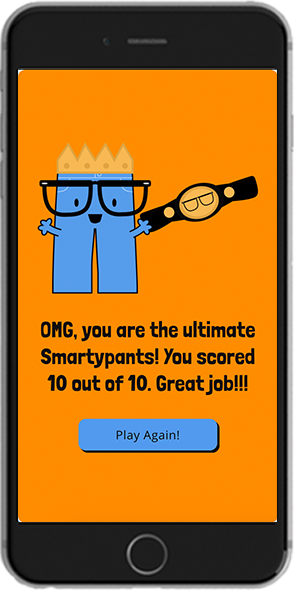 OMG, you are the ultimate
Smartypants! You scored
10 out of 10. Great job!!!
Play Again!